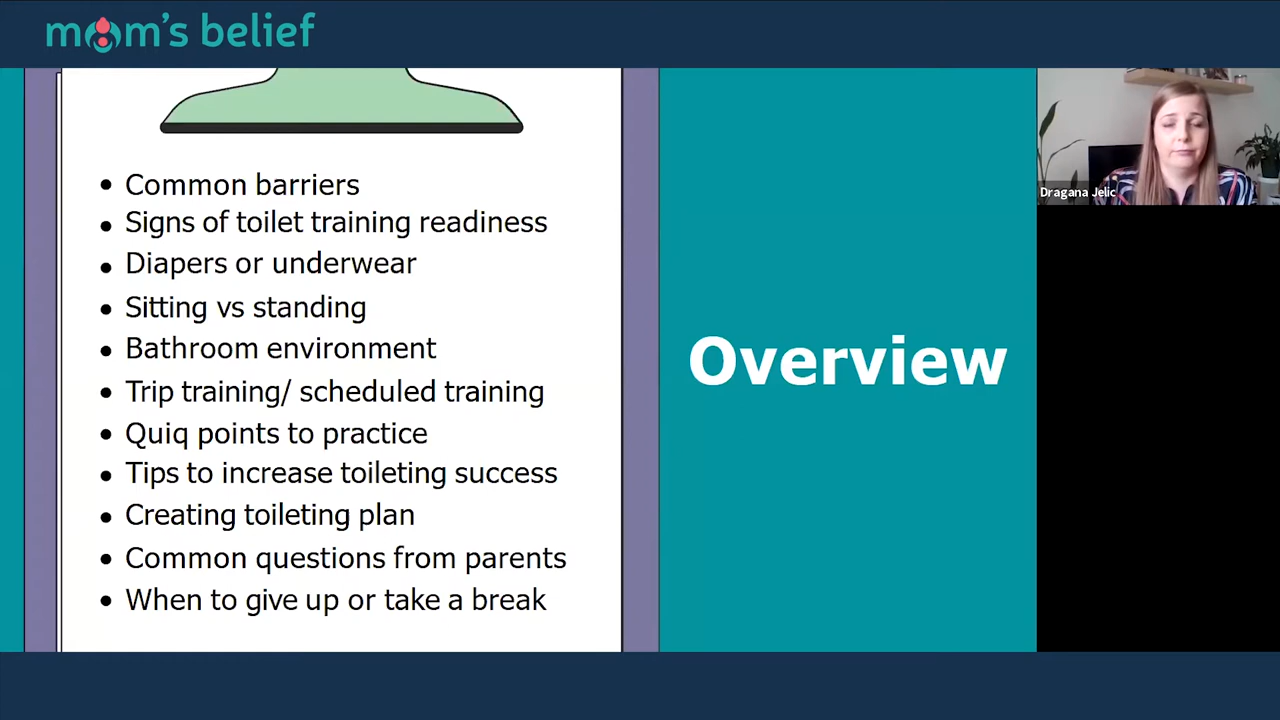 mom's belief
Common barriers
Signs of toilet training readiness
Diapers or underwear
Sitting vs standing
Bathroom environment
Trip training/ scheduled training
Quiq points to practice
Tips to increase toileting success
Creating toileting plan
Common questions from parents
When to give up or take a break
Overview
Dragana Jelic